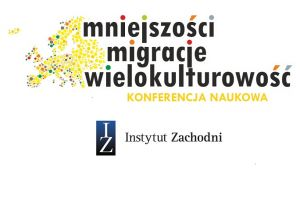 mniejszości
migracje
wielokulturowość
KONFERENCJA NAUKOWA
IZ
Instytut Zachodni